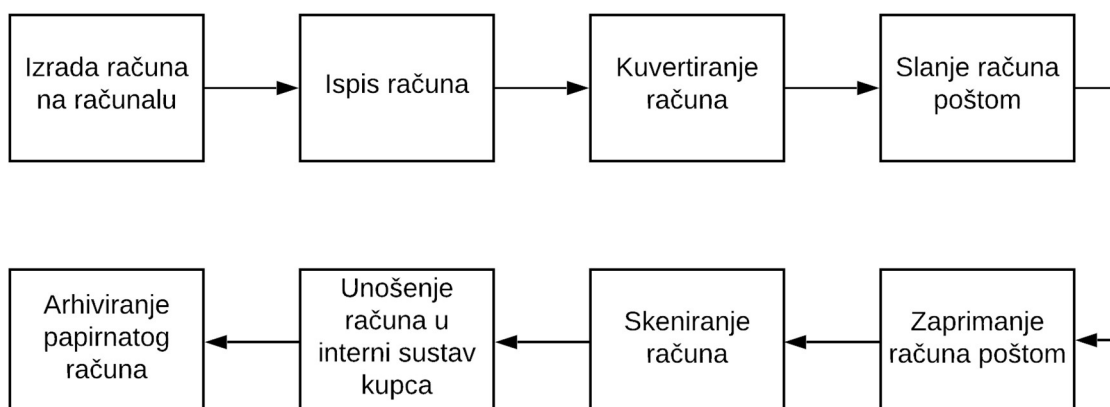 Izrada računa
na računalu
Ispis računa
Kuvertiranje
računa
Slanje računa
poštom
Arhiviranje
papirnatog
računa
Unošenje
računa u
interni sustav
kupca
Skeniranje
računa
Zaprimanje
računa poštom